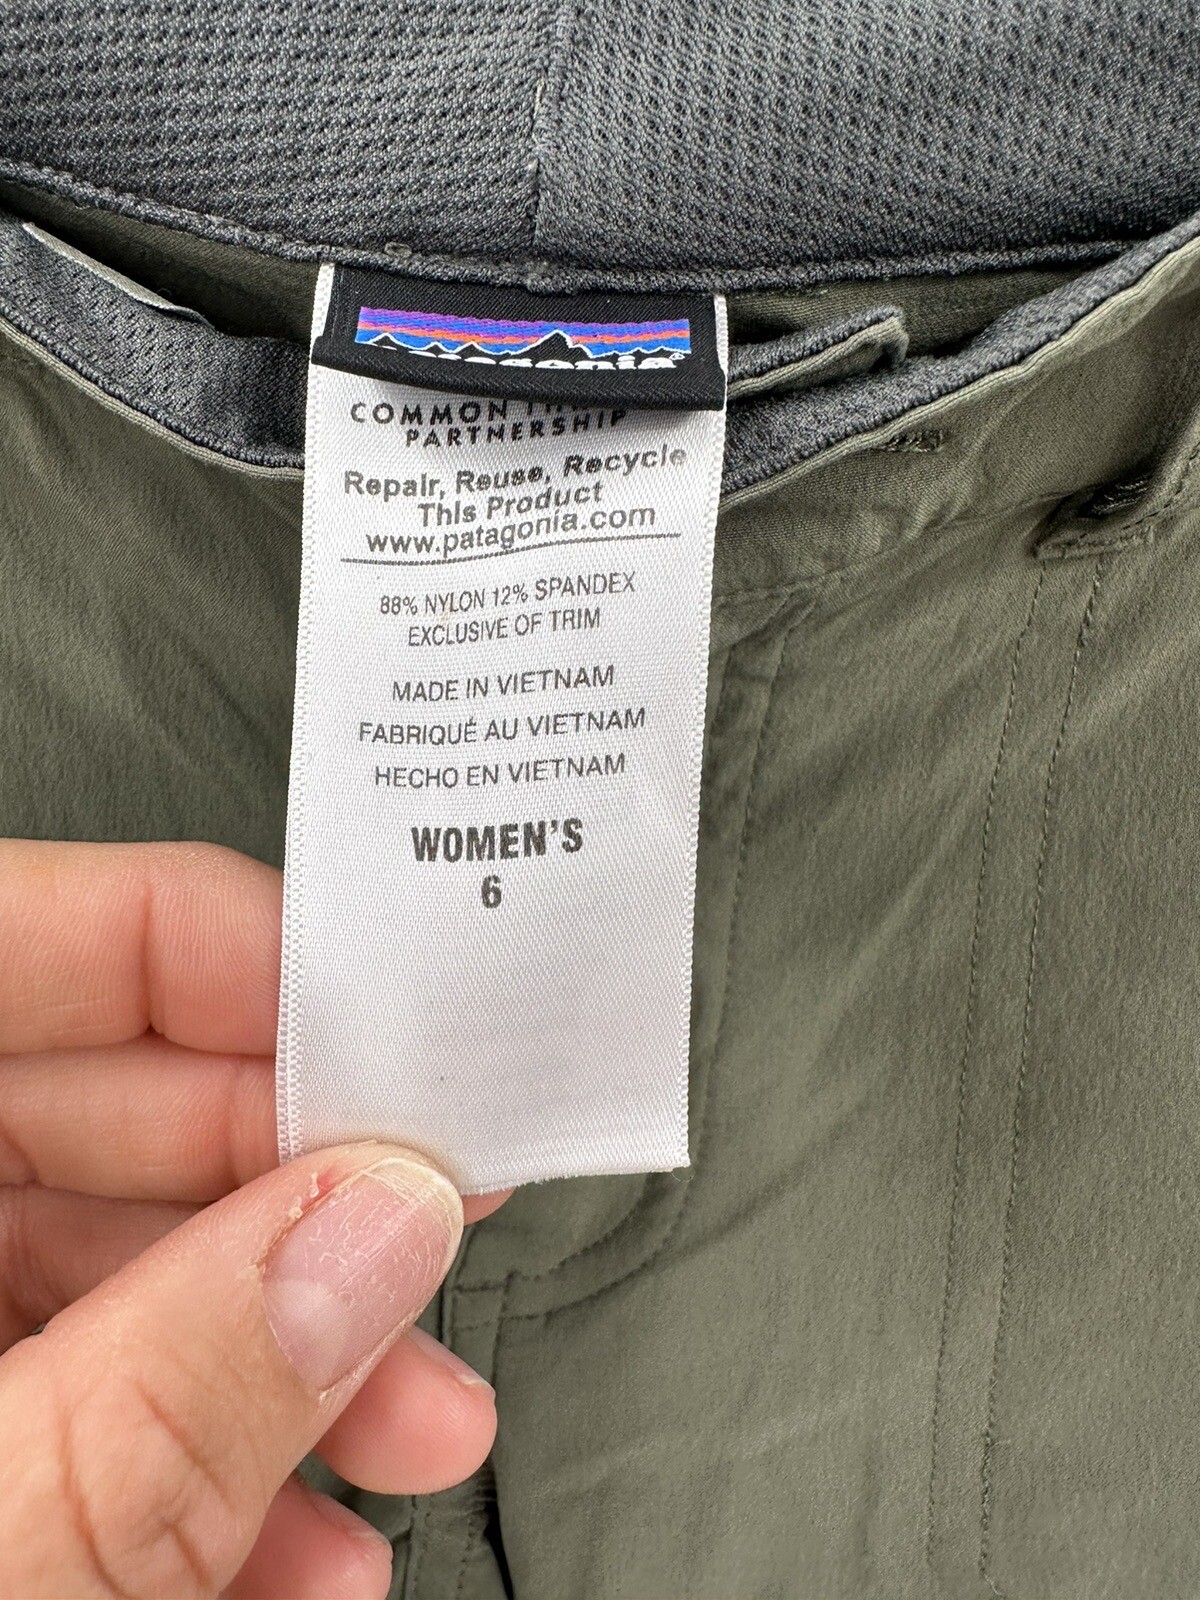 patagonia®
COMMON
PARTNERSHIP
Repair, Reuse, Recycle
This Product
www.patagonia.com
88% NYLON 12% SPANDEX
EXCLUSIVE OF TRIM
MADE IN VIETNAM
FABRIQUÉ AU VIETNAM
HECHO EN VIETNAM
WOMEN'S
6